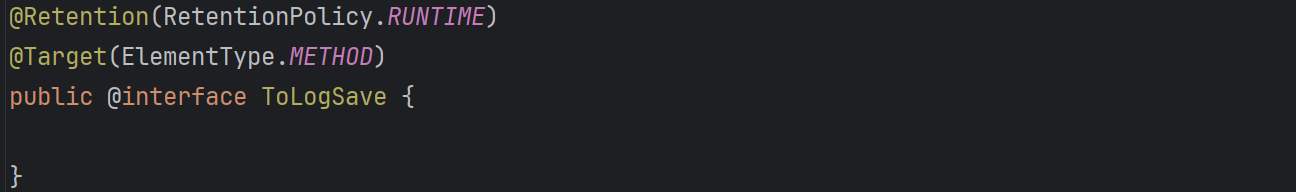 @Retention(RetentionPolicy.RUNTIME)
@Target(ElementType.METHOD)
public @interface ToLogSave {
}